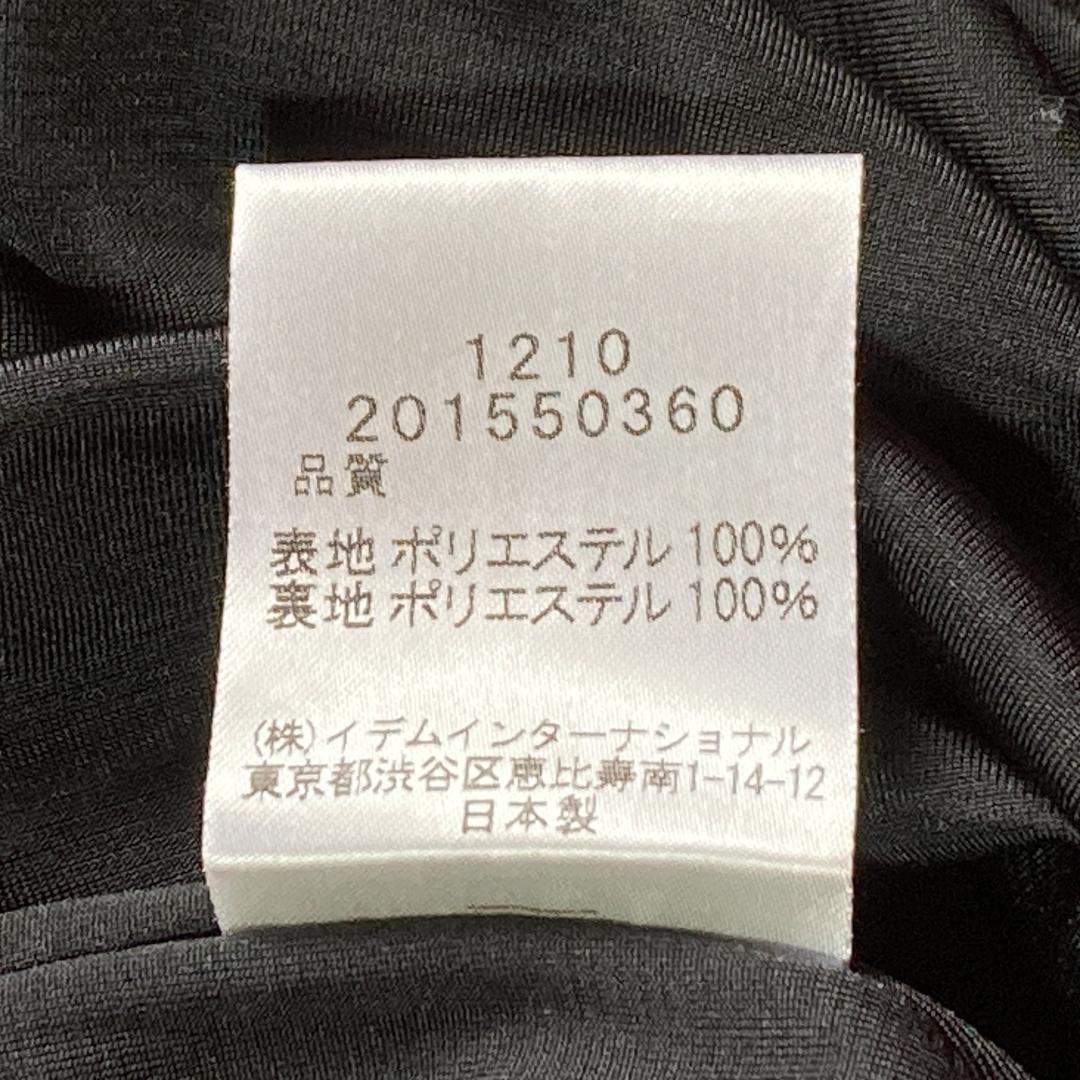 1210
201550360
品質
表地 ポリエステル 100%
裏地 ポリエステル 100%
(株)イデムインターナショナル
東京都渋谷区恵比寿南1-14-12
日本製